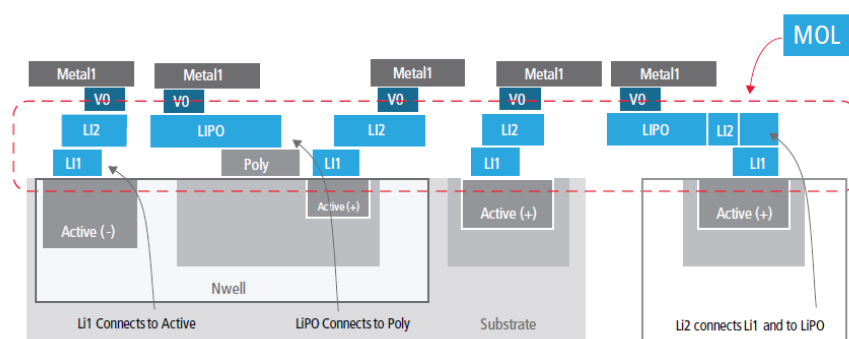 MOL
Metal1
Metal1
Metal1
Metal1
Metal1
V0
V0
V0
V0
V0
LI2
LIPO
LI2
LI2
LIPO
LI2
LI1
Poly
LI1
LI1
LI1
Active (-)
Active (+)
Active (+)
Active (+)
Nwell
Li1 Connects to Active
LiPO Connects to Poly
Substrate
Li2 connects Li1 and to LiPO